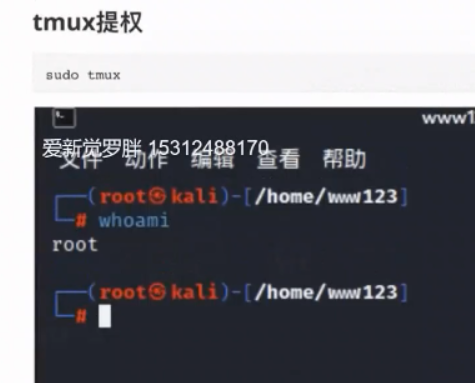 tmux提权
sudo tmux
www1
爱新觉罗胖 15312488170
文件 动作 编辑 查看 帮助
┌──(root㉿kali)-[/home/www123]
└─# whoami
root
┌──(root㉿kali)-[/home/www123]
└─#